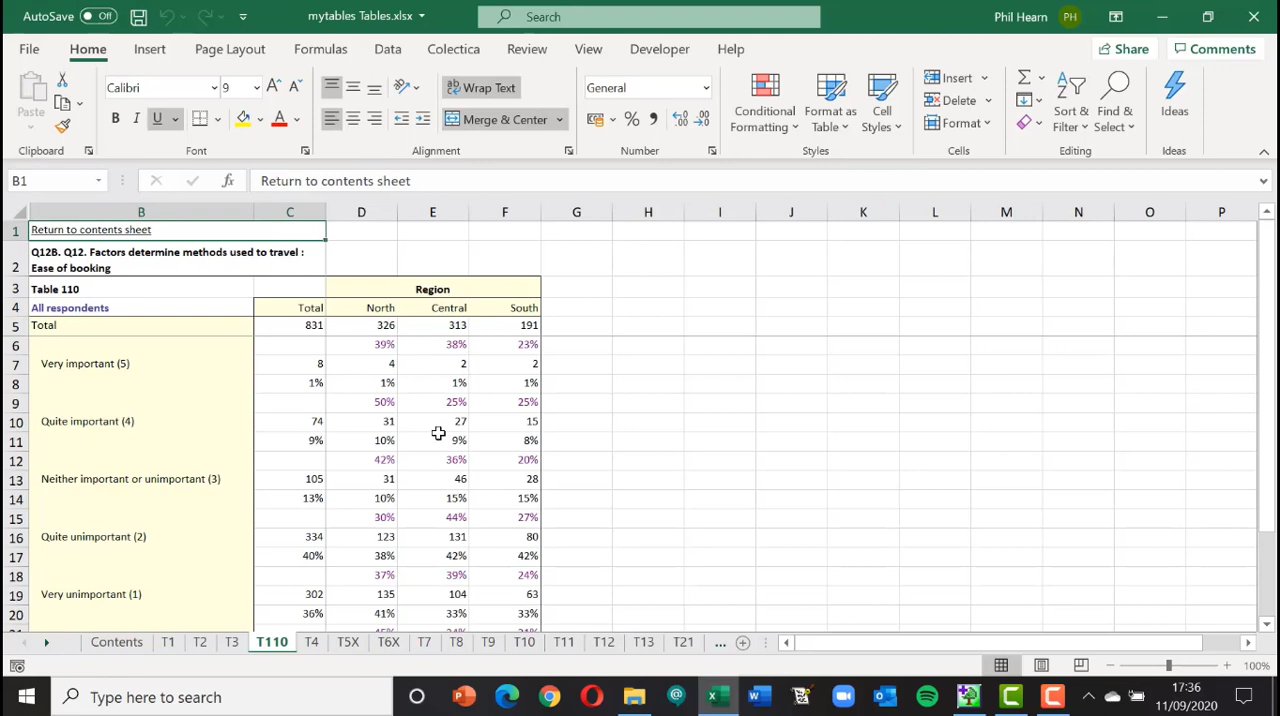 AutoSave Off mytables Tables.xlsx Search Phil Hearn PH
File Home Insert Page Layout Formulas Data Colectica Review View Developer Help Share Comments
Paste Calibri 9 Wrap Text General Conditional Formatting Format as Table Cell Styles Insert Sort & Filter Find & Select Ideas
B I U Merge & Center Delete
Format
Clipboard Font Alignment Number Styles Cells Editing Ideas
B1 fx Return to contents sheet
B C D E F G H I J K L M N O P
1 Return to contents sheet
2 Q12B. Q12. Factors determine methods used to travel :
Ease of booking
3 Table 110 Region
4 All respondents Total North Central South
5 Total 831 326 313 191
6 39% 38% 23%
7 Very important (5) 8 4 2 2
8 1% 1% 1% 1%
9 50% 25% 25%
10 Quite important (4) 74 31 27 15
11 9% 10% 9% 8%
12 42% 36% 20%
13 Neither important or unimportant (3) 105 31 46 28
14 13% 10% 15% 15%
15 30% 44% 27%
16 Quite unimportant (2) 334 123 131 80
17 40% 38% 42% 42%
18 37% 39% 24%
19 Very unimportant (1) 302 135 104 63
20 36% 41% 33% 33%
Contents T1 T2 T3 T110 T4 T5X T6X T7 T8 T9 T10 T11 T12 T13 T21 ...
100%
Type here to search 17:36
11/09/2020